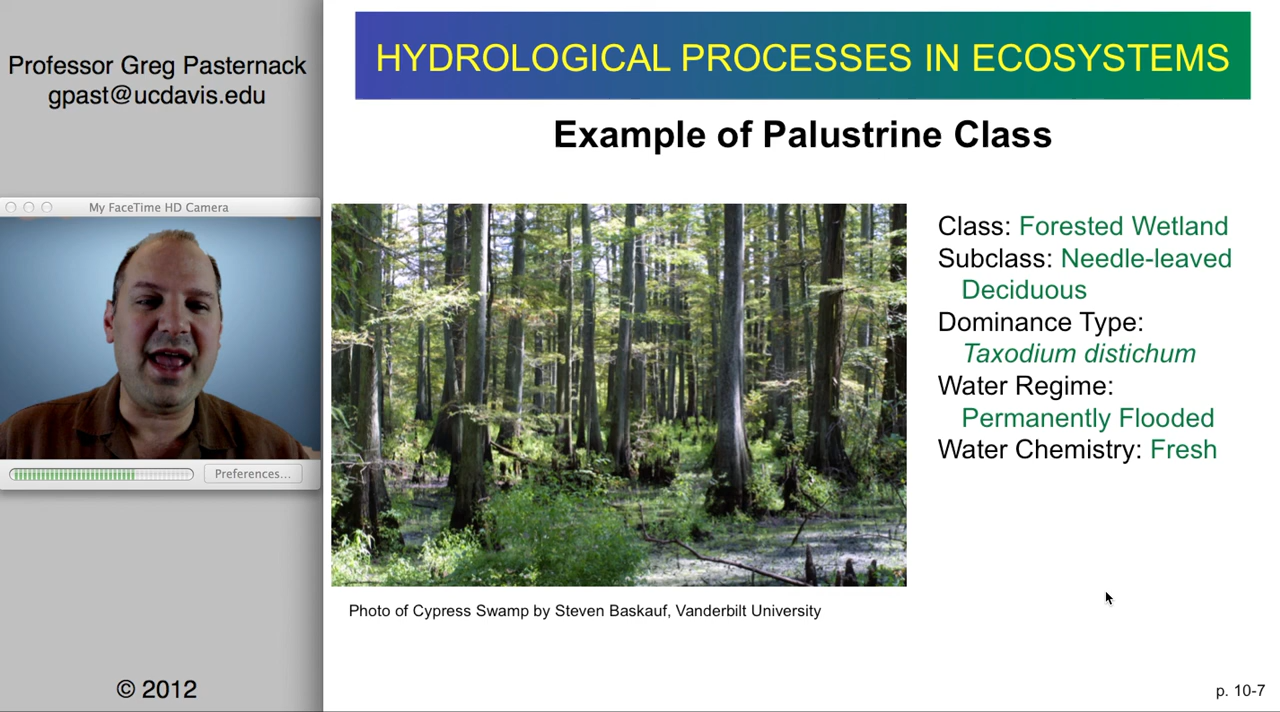 Professor Greg Pasternack
gpast@ucdavis.edu
My FaceTime HD Camera
Preferences...
© 2012
HYDROLOGICAL PROCESSES IN ECOSYSTEMS
Example of Palustrine Class
Class: Forested Wetland
Subclass: Needle-leaved
Deciduous
Dominance Type:
Taxodium distichum
Water Regime:
Permanently Flooded
Water Chemistry: Fresh
Photo of Cypress Swamp by Steven Baskauf, Vanderbilt University
p. 10-7